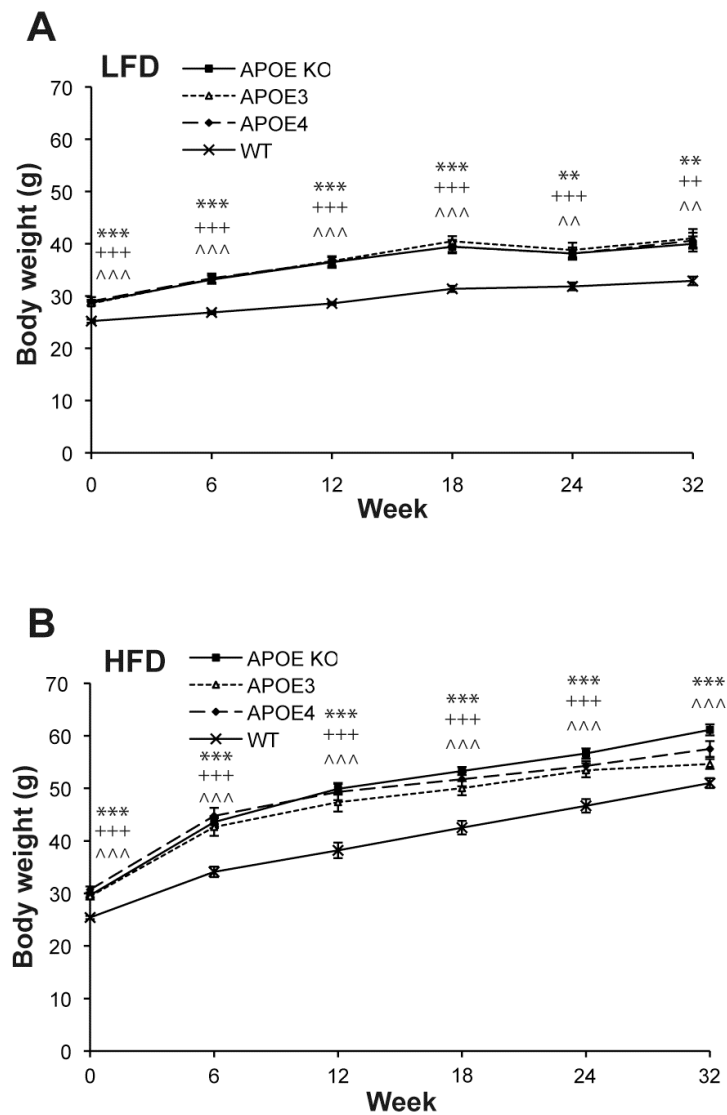 A
LFD
APOE KO
APOE3
APOE4
WT
Body weight (g)
70
60
50
40
30
20
10
0
***
+++
^^^
***
+++
^^^
***
+++
^^^
***
+++
^^^
**
+++
^^
**
++
^^
0 6 12 18 24 32
Week
B
HFD
APOE KO
APOE3
APOE4
WT
Body weight (g)
70
60
50
40
30
20
10
0
***
+++
^^^
***
+++
^^^
***
+++
^^^
***
+++
^^^
***
+++
^^^
***
^^^
0 6 12 18 24 32
Week